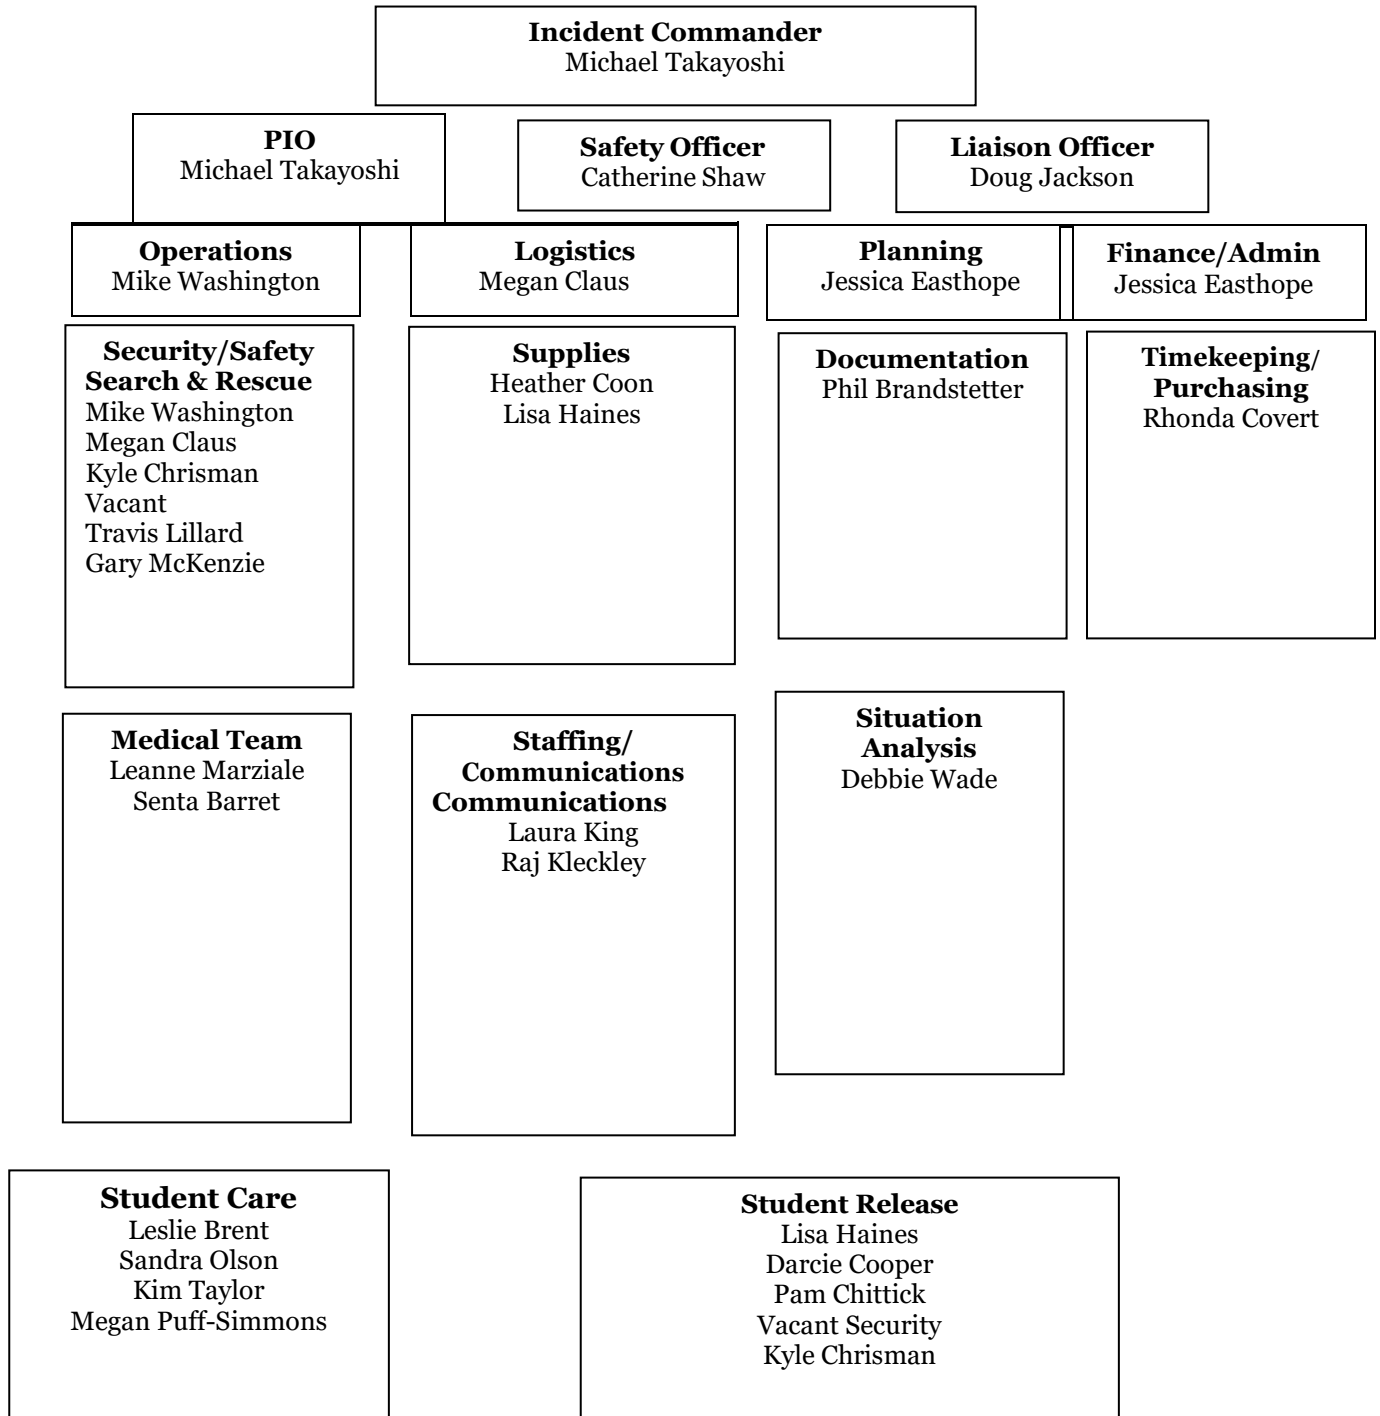 Incident Commander
Michael Takayoshi
PIO
Michael Takayoshi
Safety Officer
Catherine Shaw
Liaison Officer
Doug Jackson
Operations
Mike Washington
Logistics
Megan Claus
Planning
Jessica Easthope
Finance/Admin
Jessica Easthope
Security/Safety
Search & Rescue
Mike Washington
Megan Claus
Kyle Chrisman
Vacant
Travis Lillard
Gary McKenzie
Supplies
Heather Coon
Lisa Haines
Documentation
Phil Brandstetter
Timekeeping/
Purchasing
Rhonda Covert
Medical Team
Leanne Marziale
Senta Barret
Staffing/
Communications
Communications
Laura King
Raj Kleckley
Situation
Analysis
Debbie Wade
Student Care
Leslie Brent
Sandra Olson
Kim Taylor
Megan Puff-Simmons
Student Release
Lisa Haines
Darcie Cooper
Pam Chittick
Vacant Security
Kyle Chrisman